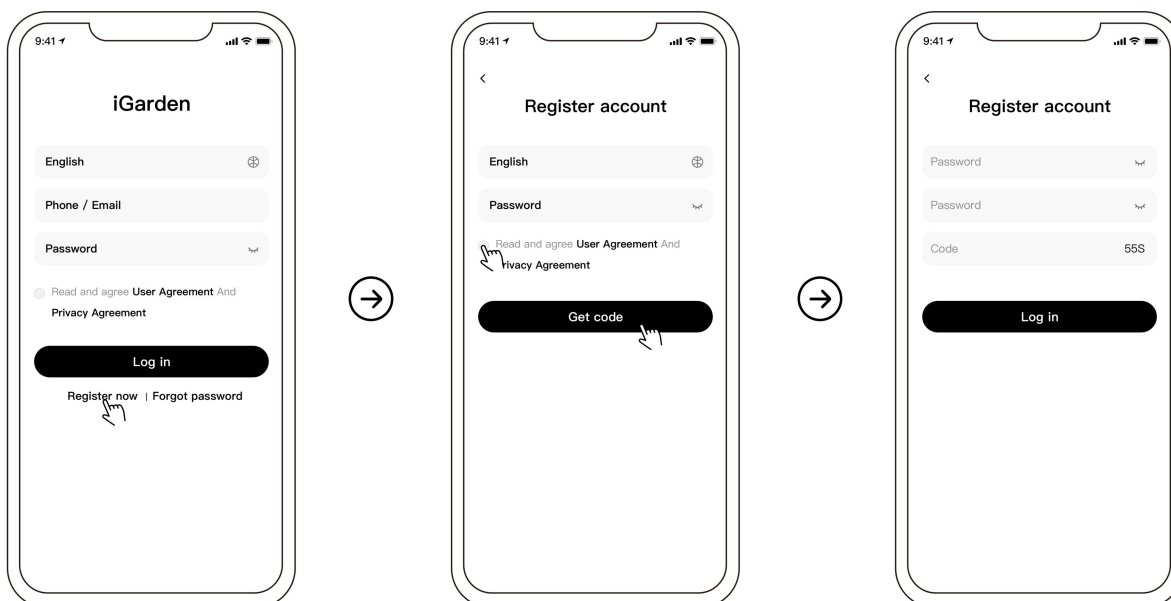 9:41
iGarden
English
Phone / Email
Password
Read and agree User Agreement And
Privacy Agreement
Log in
Register now | Forgot password
9:41
Register account
English
Password
Read and agree User Agreement And
rivacy Agreement
Get code
9:41
Register account
Password
Password
Code 55S
Log in